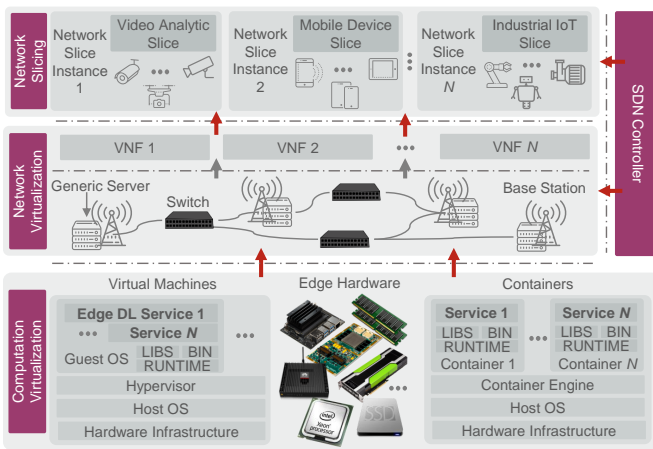 Network
Slicing
Network
Slice
Instance
1
Video Analytic
Slice
Network
Slice
Instance
2
Mobile Device
Slice
Network
Slice
Instance
N
Industrial IoT
Slice
SDN Controller
Network
Virtualization
VNF 1
VNF 2
VNF N
Generic Server
Switch
Base Station
Computation
Virtualization
Virtual Machines
Edge DL Service 1
Service N
Guest OS
LIBS BIN
RUNTIME
Hypervisor
Host OS
Hardware Infrastructure
Edge Hardware
intel
Xeon
processor
SSD
Containers
Service 1
LIBS BIN
RUNTIME
Container 1
Service N
LIBS BIN
RUNTIME
Container N
Container Engine
Host OS
Hardware Infrastructure